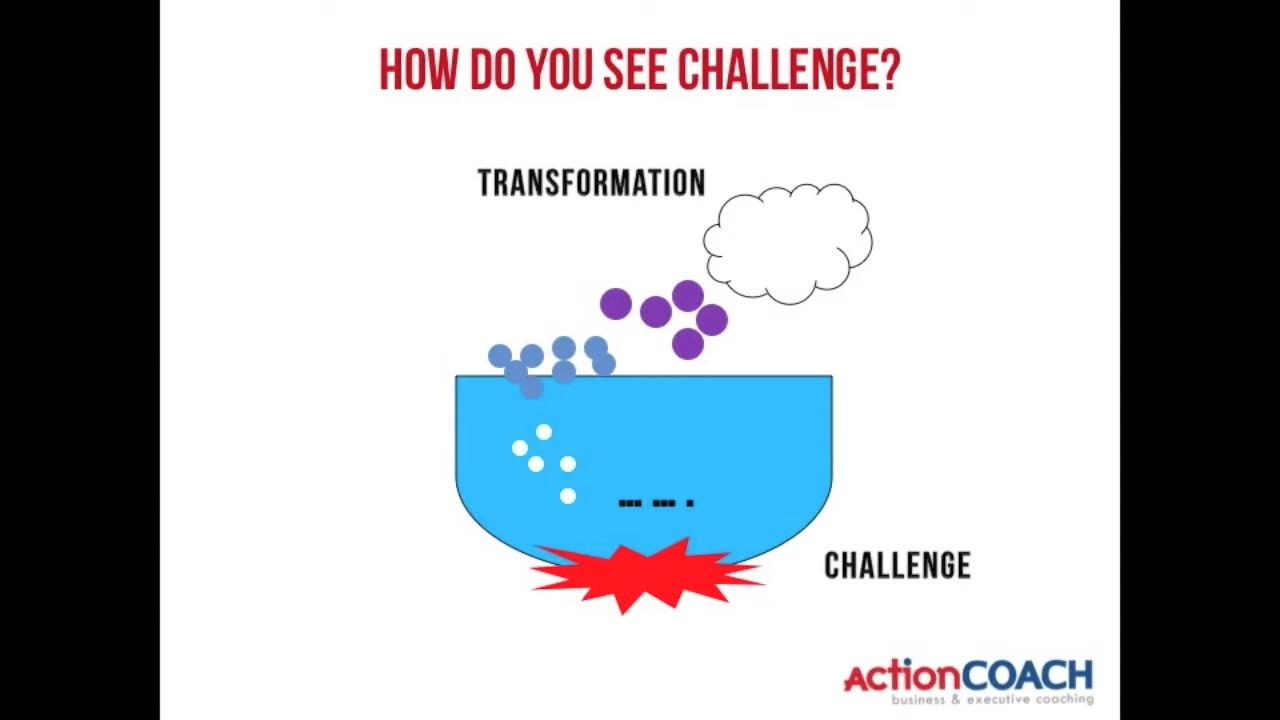 HOW DO YOU SEE CHALLENGE?
TRANSFORMATION
CHALLENGE
ActionCOACH
business & executive coaching